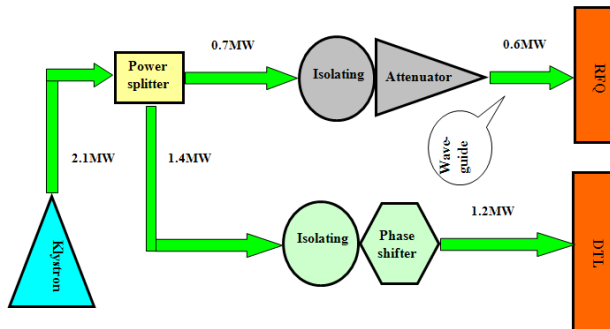 0.7MW
0.6MW
Power
splitter
Isolating
Attenuator
RFQ
2.1MW
1.4MW
Wave-
guide
1.2MW
Klystron
Isolating
Phase
shifter
DTL